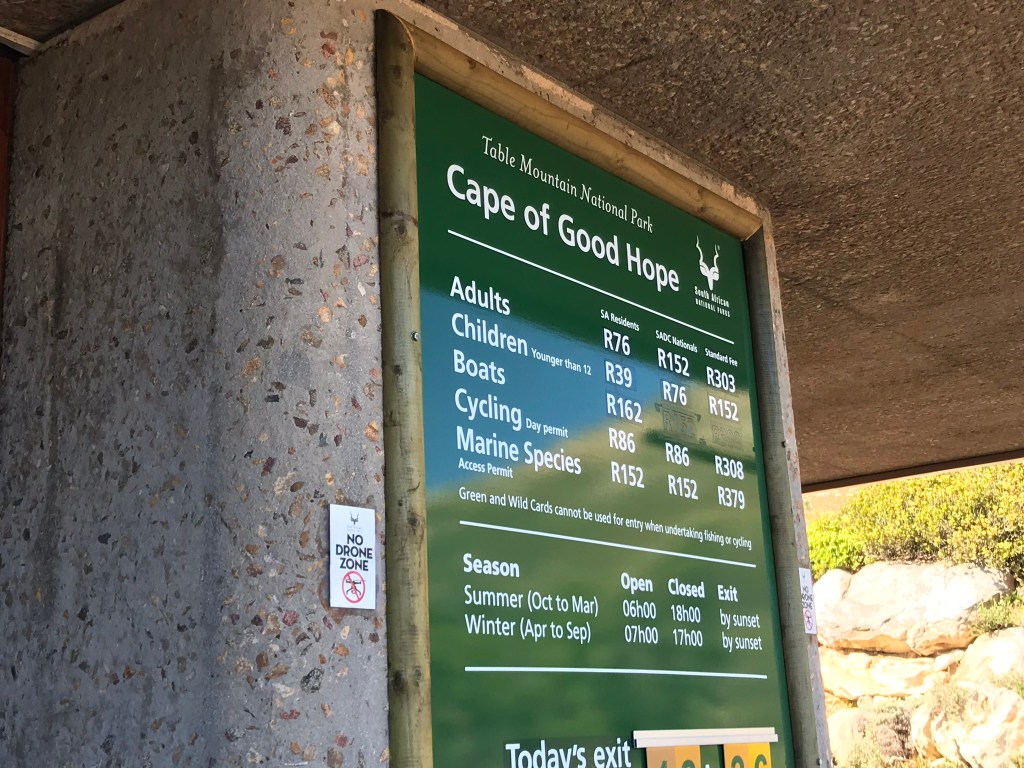 Table Mountain National Park
Cape of Good Hope
South African
NATIONAL PARKS
SA Residents SADC Nationals Standard Fee
Adults R76 R152 R303
Children Younger than 12 R39 R76 R152
Boats R162
Cycling Day permit R86 R86 R308
Marine Species R152 R152 R379
Access Permit
Green and Wild Cards cannot be used for entry when undertaking fishing or cycling
Season Open Closed Exit
Summer (Oct to Mar) 06h00 18h00 by sunset
Winter (Apr to Sep) 07h00 17h00 by sunset
Today's exit
NO
DRONE
ZONE